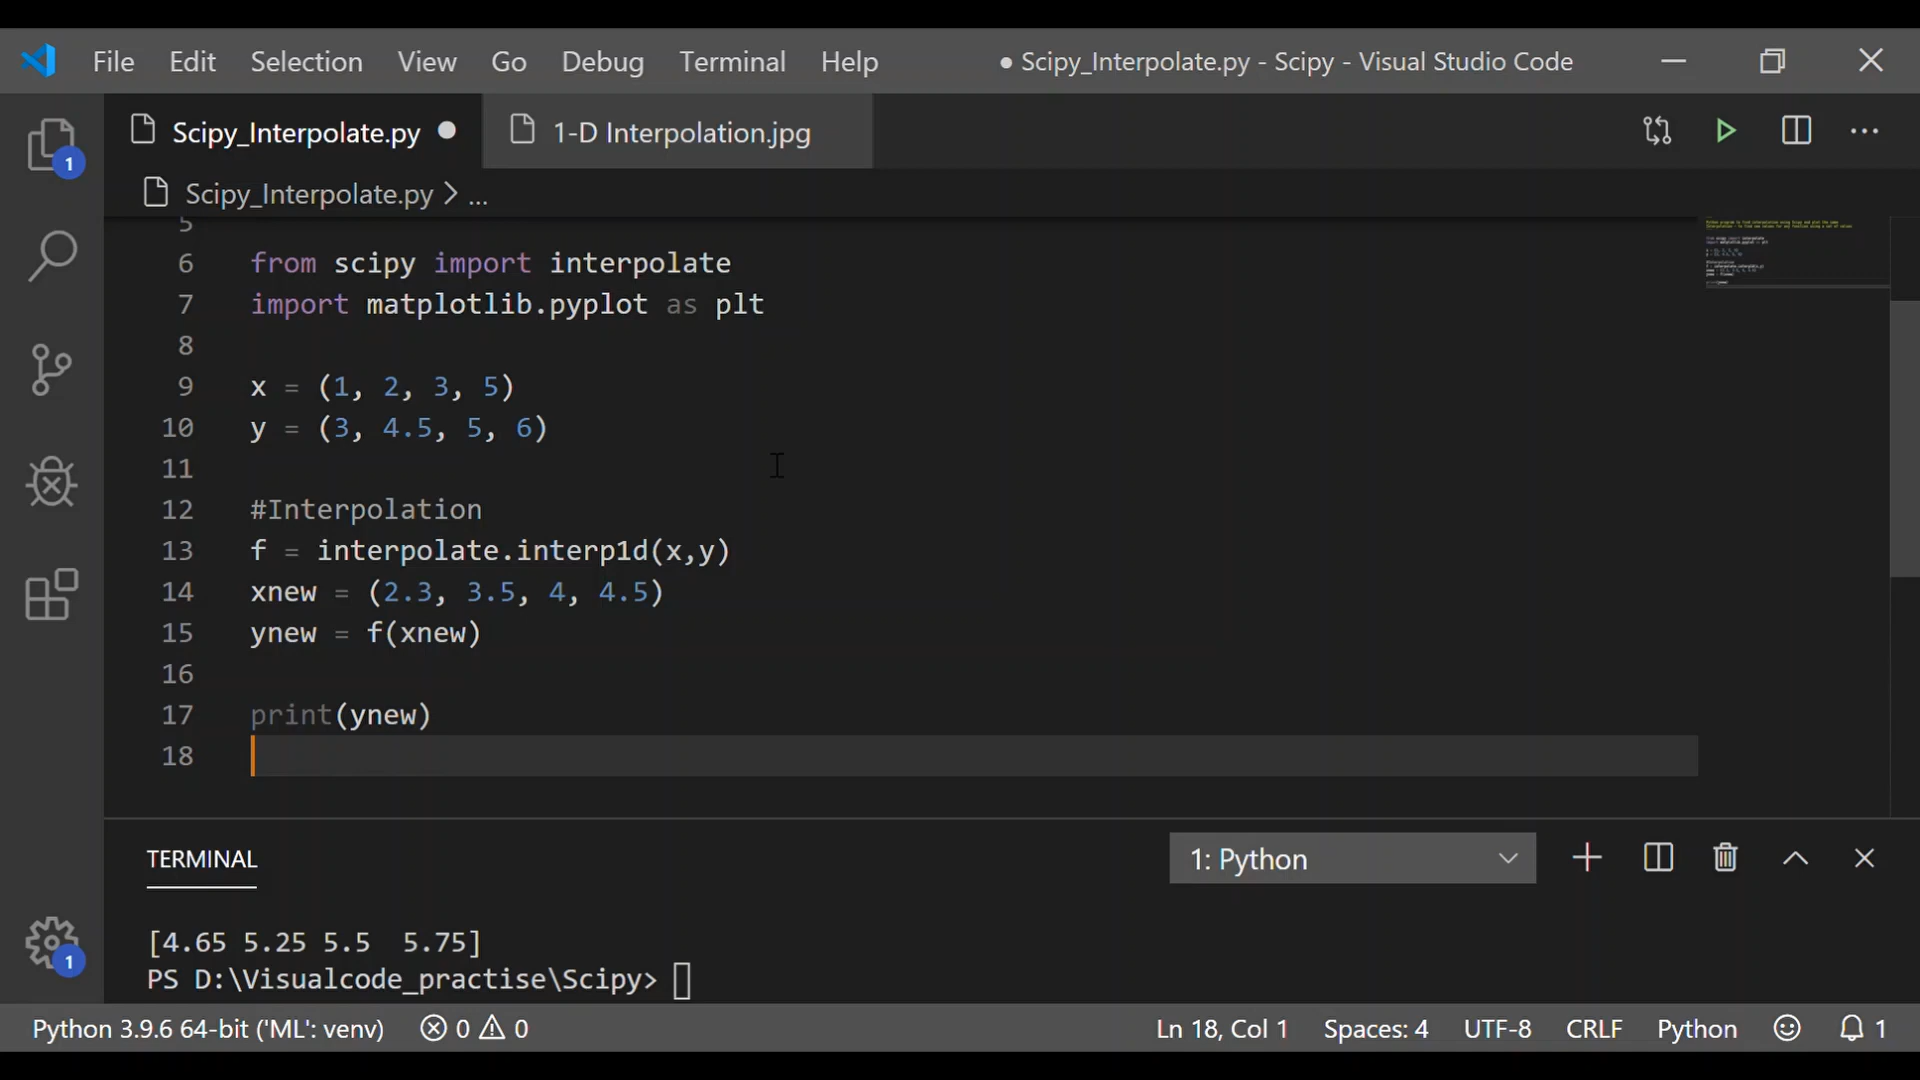 File Edit Selection View Go Debug Terminal Help ● Scipy_Interpolate.py - Scipy - Visual Studio Code
Scipy_Interpolate.py 1-D Interpolation.jpg
1
Scipy_Interpolate.py > ...
5
6 from scipy import interpolate
7 import matplotlib.pyplot as plt
8
9 x = (1, 2, 3, 5)
10 y = (3, 4.5, 5, 6)
11
12 #Interpolation
13 f = interpolate.interp1d(x,y)
14 xnew = (2.3, 3.5, 4, 4.5)
15 ynew = f(xnew)
16
17 print(ynew)
18
TERMINAL 1: Python
[4.65 5.25 5.5  5.75]
1
PS D:\Visualcode_practise\Scipy>
Python 3.9.6 64-bit ('ML': venv) 0 0 Ln 18, Col 1 Spaces: 4 UTF-8 CRLF Python 1